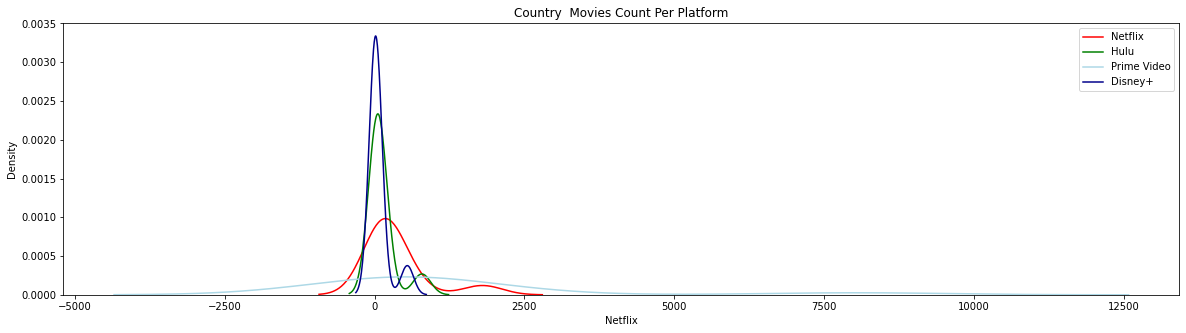 Country  Movies Count Per Platform
0.0035
0.0030
0.0025
0.0020
0.0015
0.0010
0.0005
0.0000
Density
Netflix
Hulu
Prime Video
Disney+
−5000 −2500 0 2500 5000 7500 10000 12500
Netflix